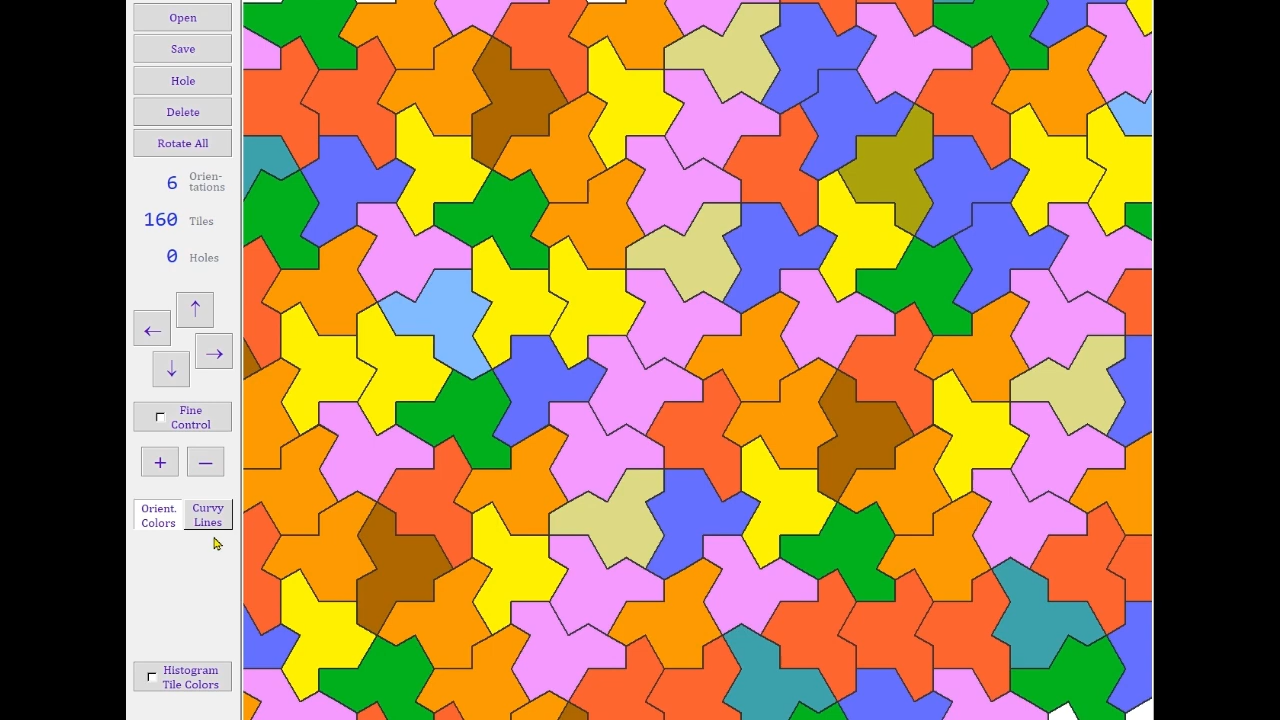 Open
Save
Hole
Delete
Rotate All
6 Orien-
tations
160 Tiles
0 Holes
↑
←
→
↓
Fine
Control
+ −
Orient. Curvy
Colors Lines
Histogram
Tile Colors